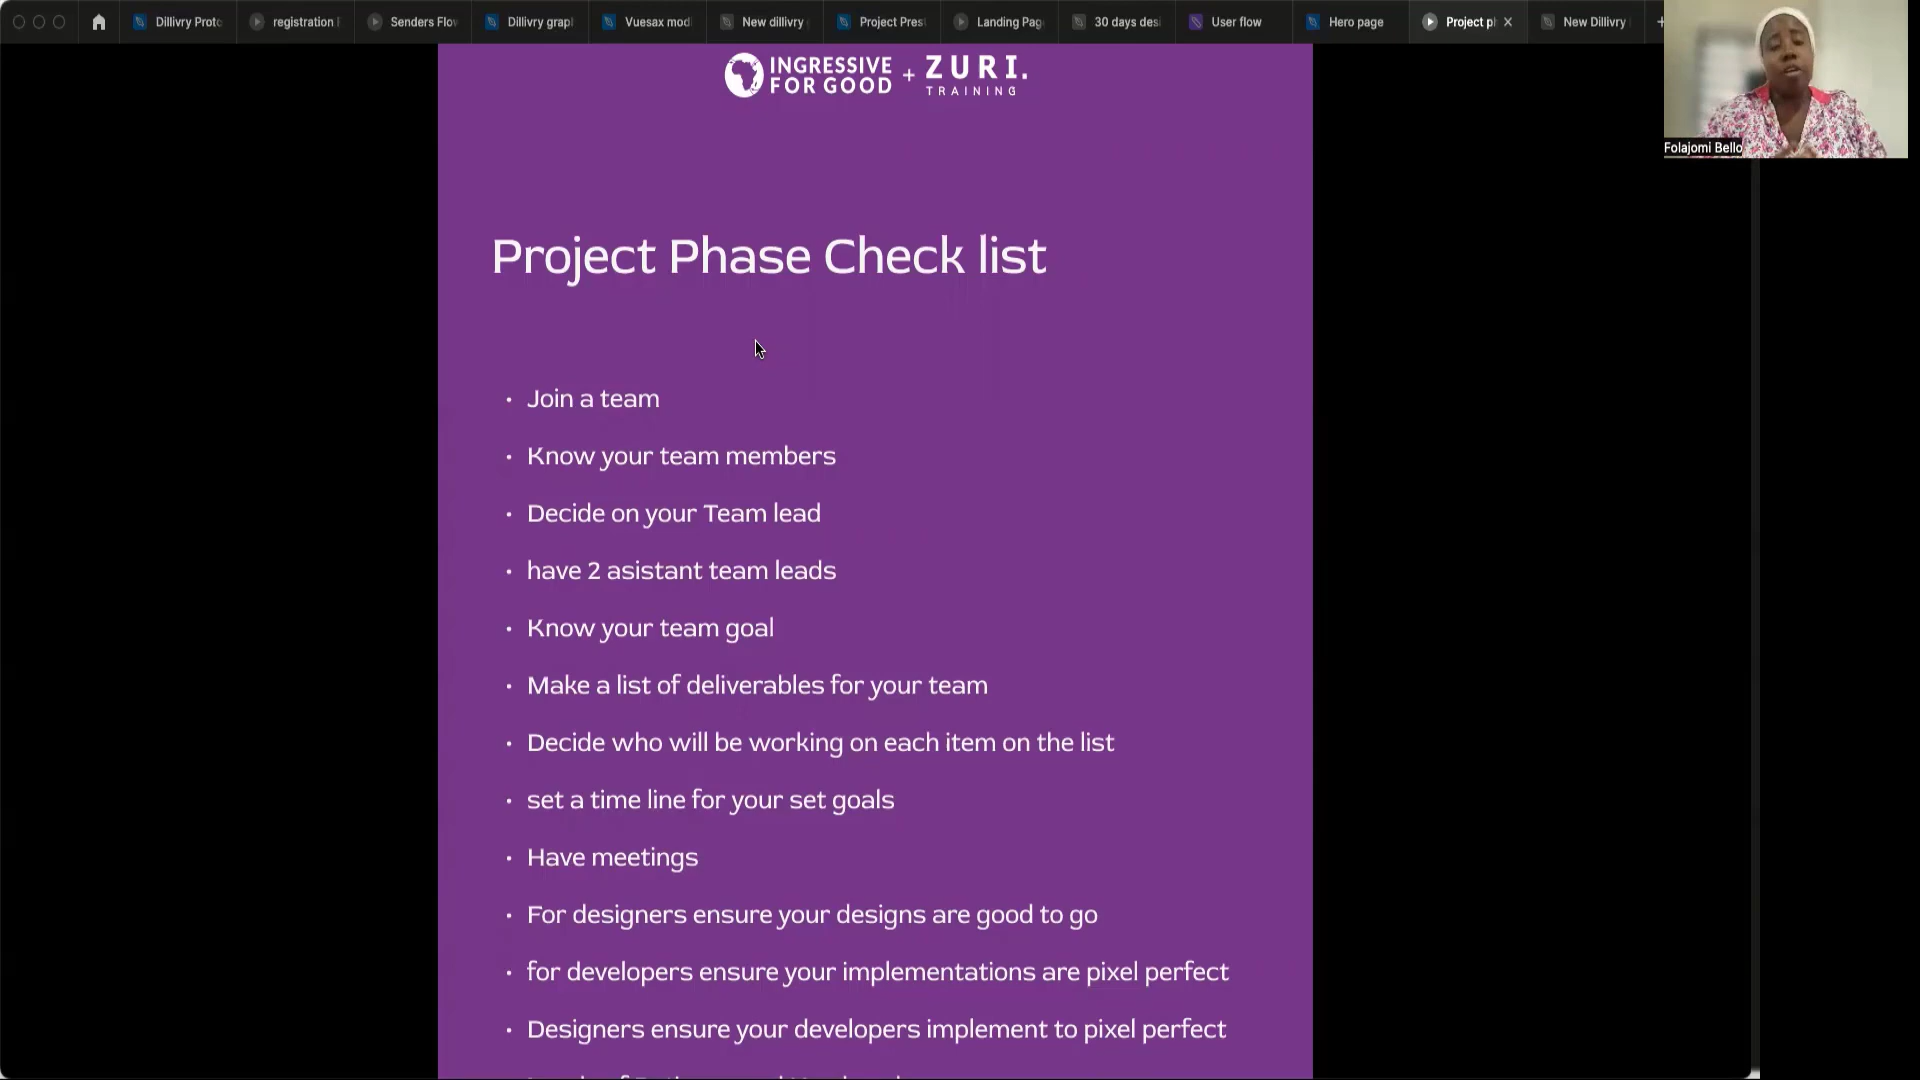 Dillivry Proto
registration F
Senders Flow
Dillivry graph
Vuesax mod
New dillivry
Project Pres
Landing Pag
30 days desi
User flow
Hero page
Project ph
New Dillivry
INGRESSIVE
FOR GOOD
+
ZURI.
TRAINING
Folajomi Bello
Project Phase Check list
• Join a team
• Know your team members
• Decide on your Team lead
• have 2 asistant team leads
• Know your team goal
• Make a list of deliverables for your team
• Decide who will be working on each item on the list
• set a time line for your set goals
• Have meetings
• For designers ensure your designs are good to go
• for developers ensure your implementations are pixel perfect
• Designers ensure your developers implement to pixel perfect